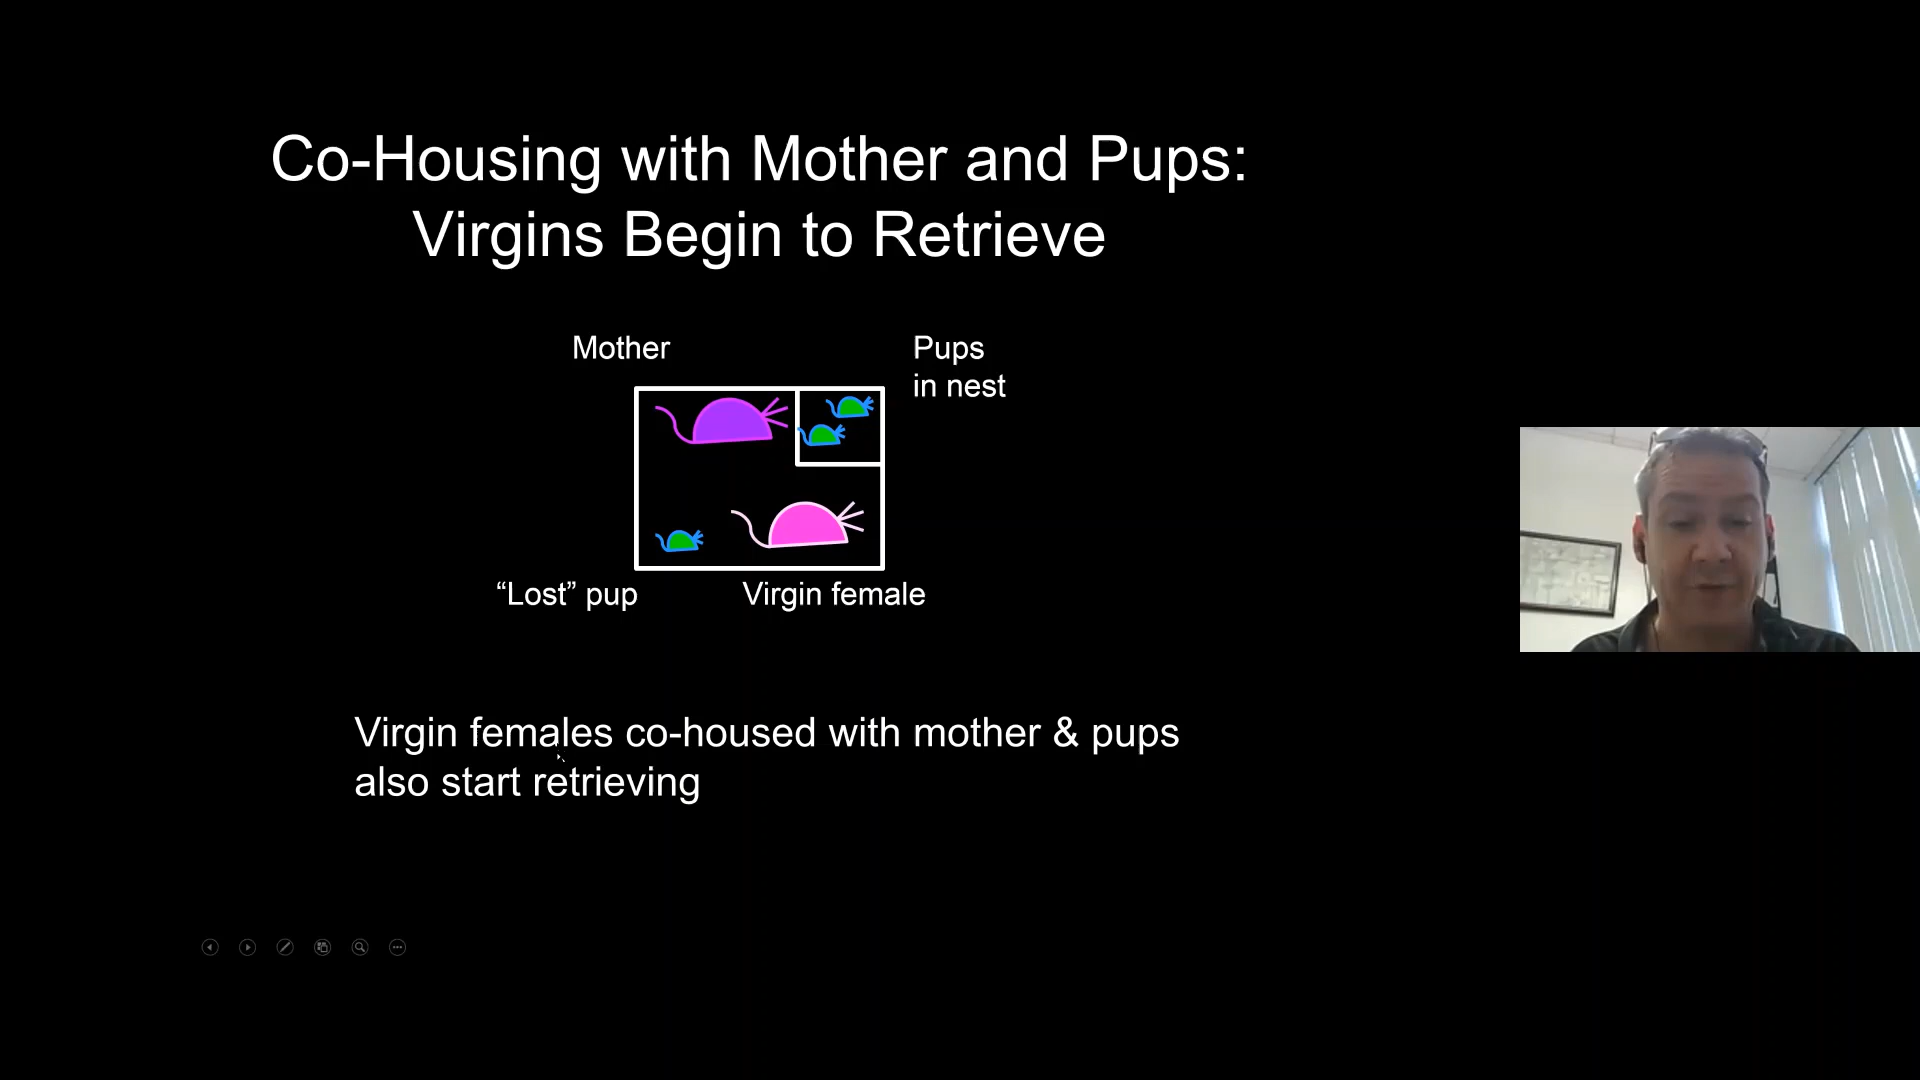 Co-Housing with Mother and Pups:
Virgins Begin to Retrieve
Mother
Pups
in nest
“Lost” pup
Virgin female
Virgin females co-housed with mother & pups
also start retrieving